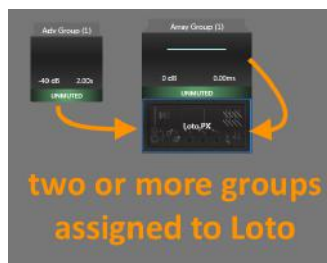 Adv Group (1)
Array Group (1)
-40 dB 2.00s
0 dB 0.00ms
UNMUTED
UNMUTED
Loto PX
two or more groups
assigned to Loto